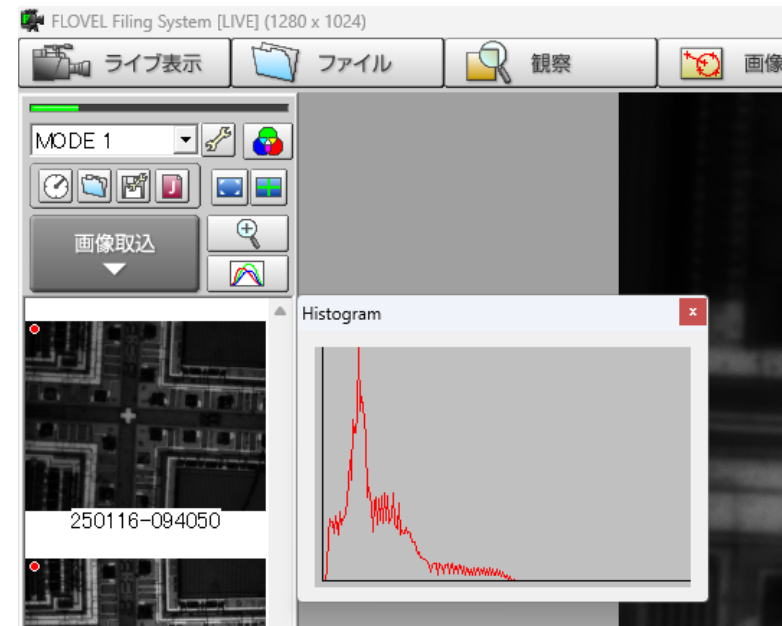 FLOVEL Filing System [LIVE] (1280 x 1024)
ライブ表示 ファイル 観察 画像
MODE 1
画像取込
Histogram x
250116-094050